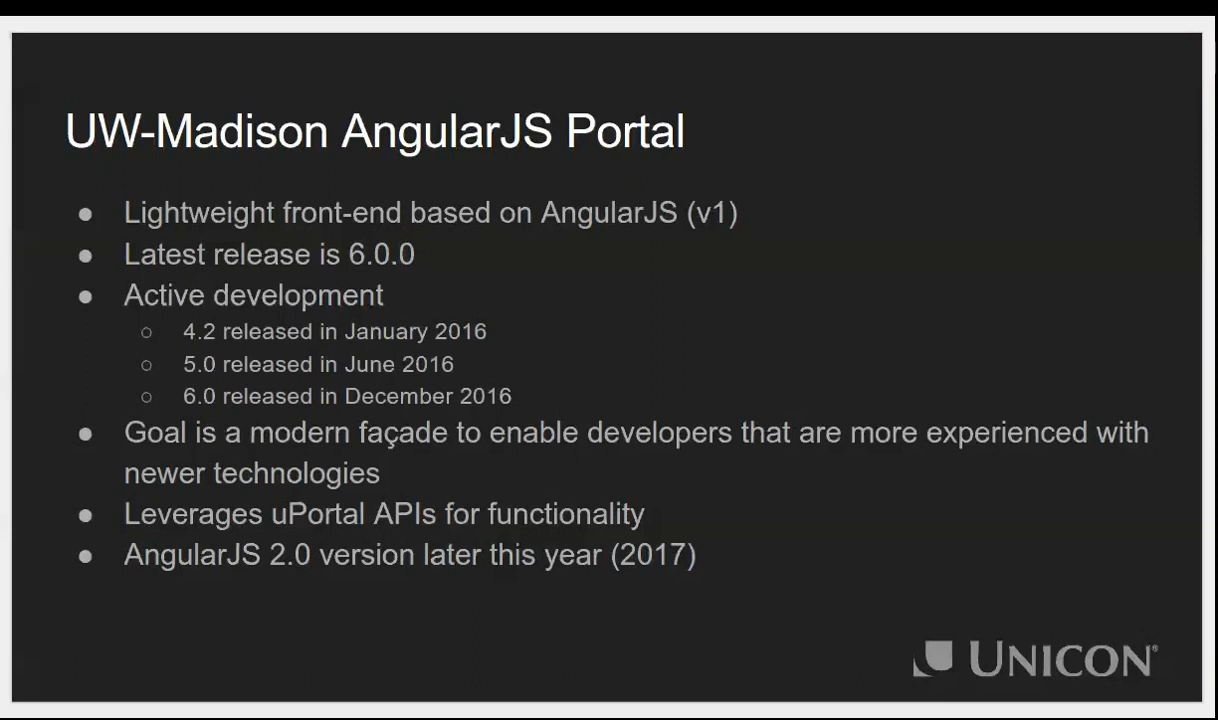 UW-Madison AngularJS Portal
● Lightweight front-end based on AngularJS (v1)
● Latest release is 6.0.0
● Active development
○ 4.2 released in January 2016
○ 5.0 released in June 2016
○ 6.0 released in December 2016
● Goal is a modern façade to enable developers that are more experienced with
newer technologies
● Leverages uPortal APIs for functionality
● AngularJS 2.0 version later this year (2017)
UNICON®